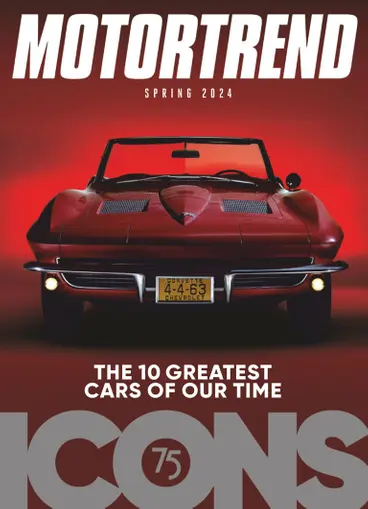 MOTORTREND
SPRING 2024
CORVETTE
4-4-63
CHEVROLET
THE 10 GREATEST
CARS OF OUR TIME
ICONS
75